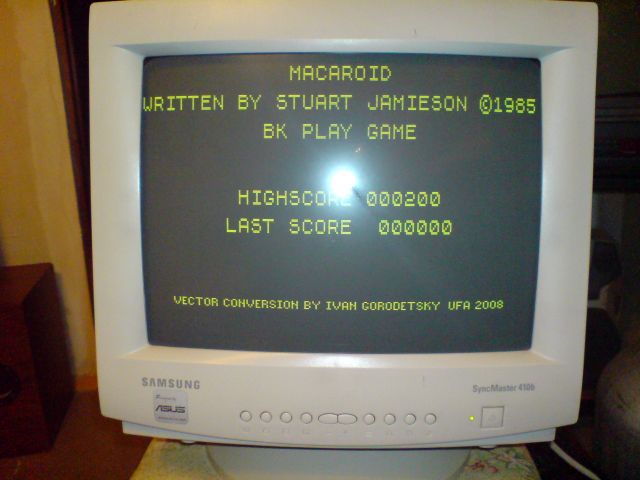 MACAROID
WRITTEN BY STUART JAMIESON ©1985
BK PLAY GAME
HIGHSCORE 000200
LAST SCORE 000000
VECTOR CONVERSION BY IVAN GORODETSKY UFA 2008
SAMSUNG
SyncMaster 410b
ASUS